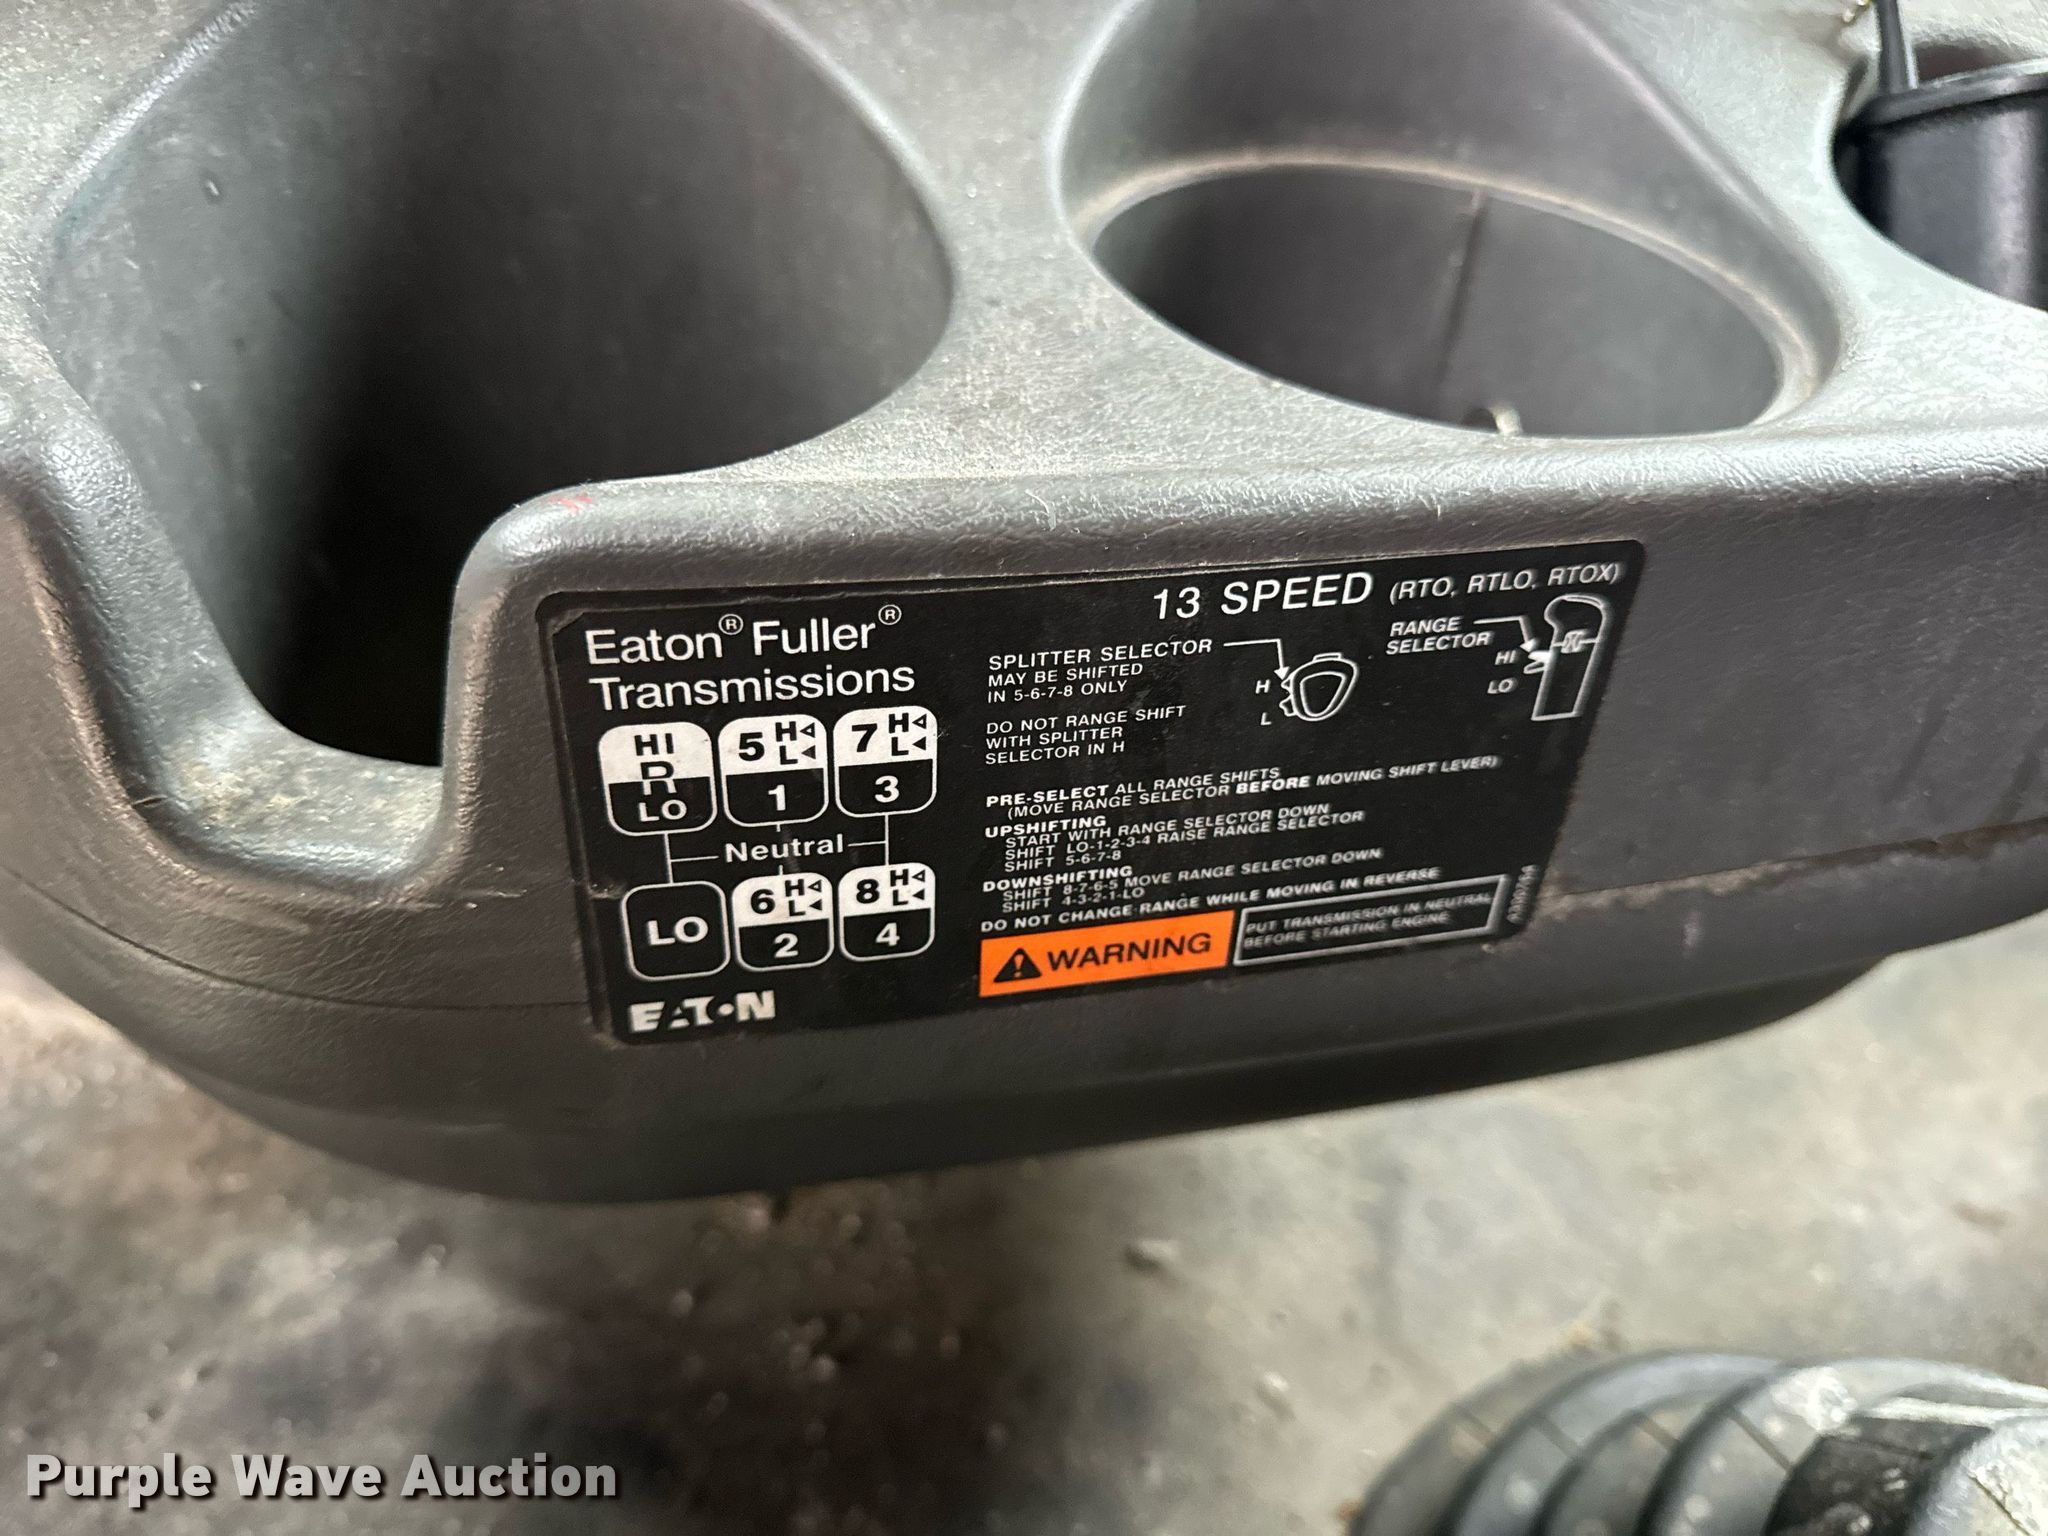 13 SPEED (RTO, RTLO, RTOX)
Eaton® Fuller®
Transmissions
HI
R
LO
5 H
L
1
7 H
L
3
Neutral
LO
6 H
L
2
8 H
L
4
EATON
SPLITTER SELECTOR
MAY BE SHIFTED
IN 5-6-7-8 ONLY
H
L
RANGE
SELECTOR
HI
LO
DO NOT RANGE SHIFT
WITH SPLITTER
SELECTOR IN H
PRE-SELECT ALL RANGE SHIFTS
(MOVE RANGE SELECTOR BEFORE MOVING SHIFT LEVER)
UPSHIFTING
START WITH RANGE SELECTOR DOWN
SHIFT LO-1-2-3-4 RAISE RANGE SELECTOR
SHIFT 5-6-7-8
DOWNSHIFTING
SHIFT 8-7-6-5 MOVE RANGE SELECTOR DOWN
SHIFT 4-3-2-1-LO
DO NOT CHANGE RANGE WHILE MOVING IN REVERSE
WARNING
PUT TRANSMISSION IN NEUTRAL
BEFORE STARTING ENGINE
Purple Wave Auction